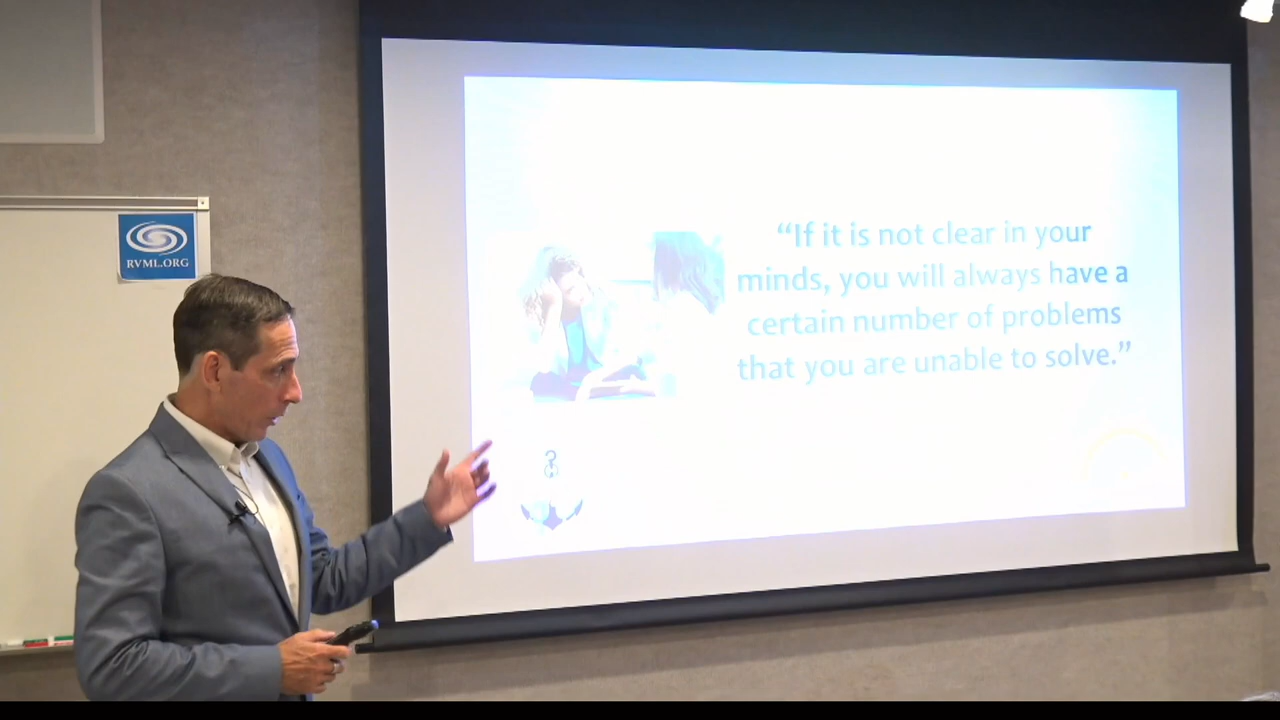 RVML.ORG
“If it is not clear in your
minds, you will always have a
certain number of problems
that you are unable to solve.”